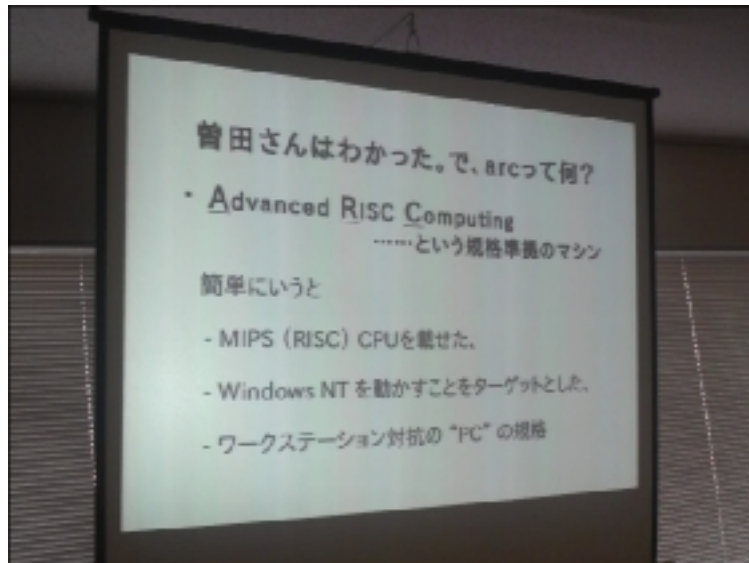 曽田さんはわかった。で、arcって何？
・ Advanced RISC Computing
……という規格準拠のマシン
簡単にいうと
- MIPS（RISC）CPUを載せた、
- Windows NT を動かすことをターゲットとした、
- ワークステーション対抗の “PC” の規格